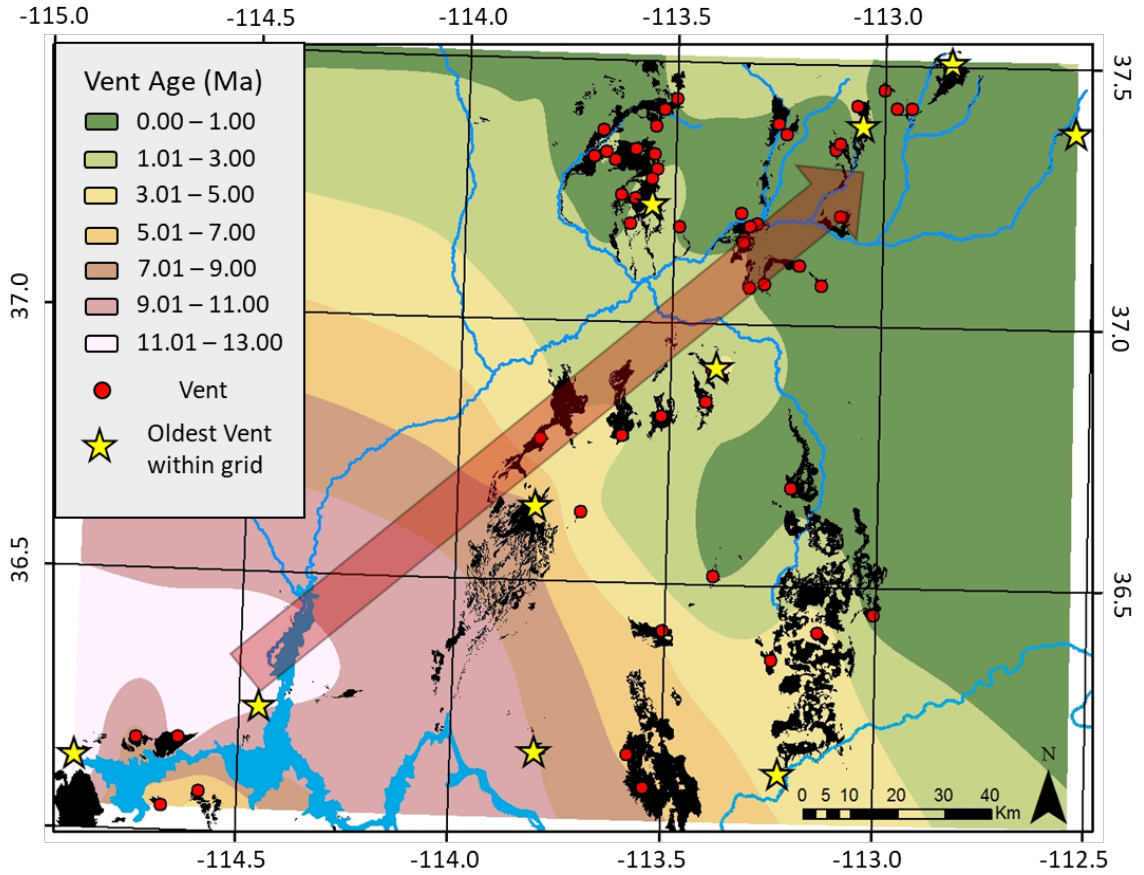 -115.0 -114.5 -114.0 -113.5 -113.0
37.5
Vent Age (Ma)
0.00 – 1.00
1.01 – 3.00
3.01 – 5.00
5.01 – 7.00
7.01 – 9.00
9.01 – 11.00
11.01 – 13.00
Vent
Oldest Vent
within grid
37.0
37.0
36.5
36.5
N
0 5 10 20 30 40
Km
-114.5 -114.0 -113.5 -113.0 -112.5